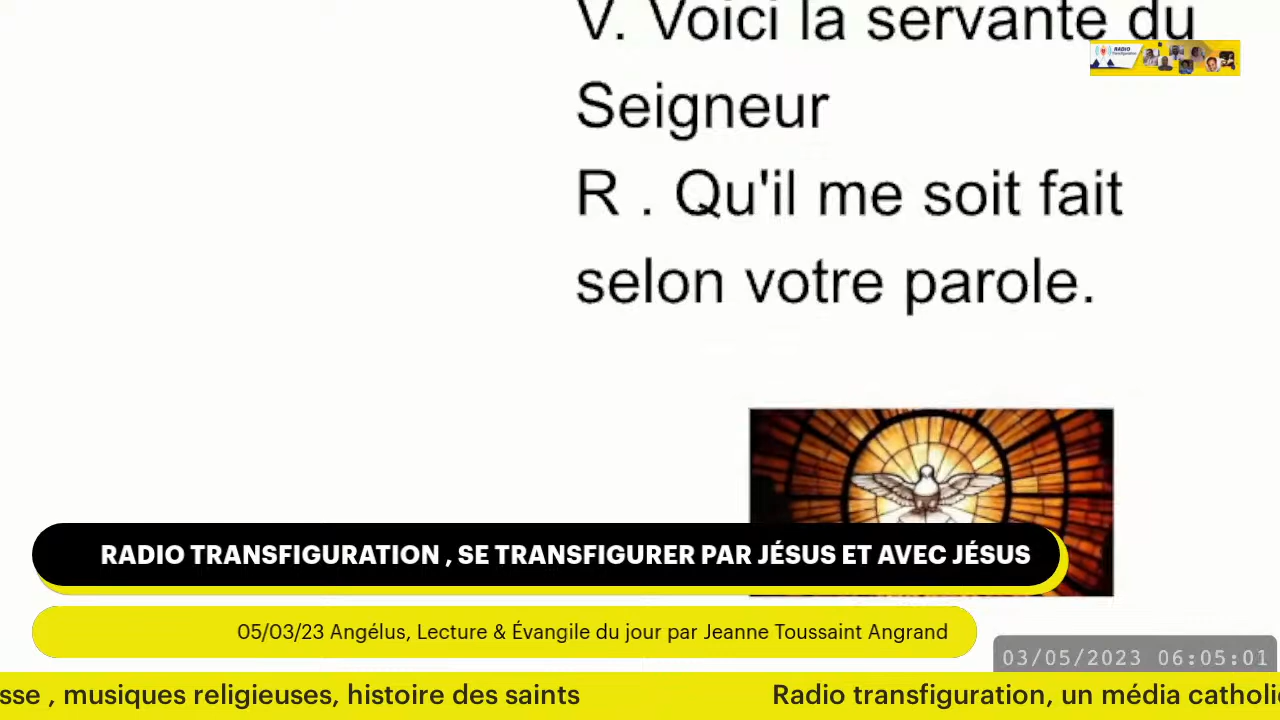 V. Voici la servante du
RADIO
Seigneur
R . Qu'il me soit fait
selon votre parole.
RADIO TRANSFIGURATION , SE TRANSFIGURER PAR JÉSUS ET AVEC JÉSUS
05/03/23 Angélus, Lecture & Évangile du jour par Jeanne Toussaint Angrand
03/05/2023 06:05:01
sse , musiques religieuses, histoire des saints
Radio transfiguration, un média catholi